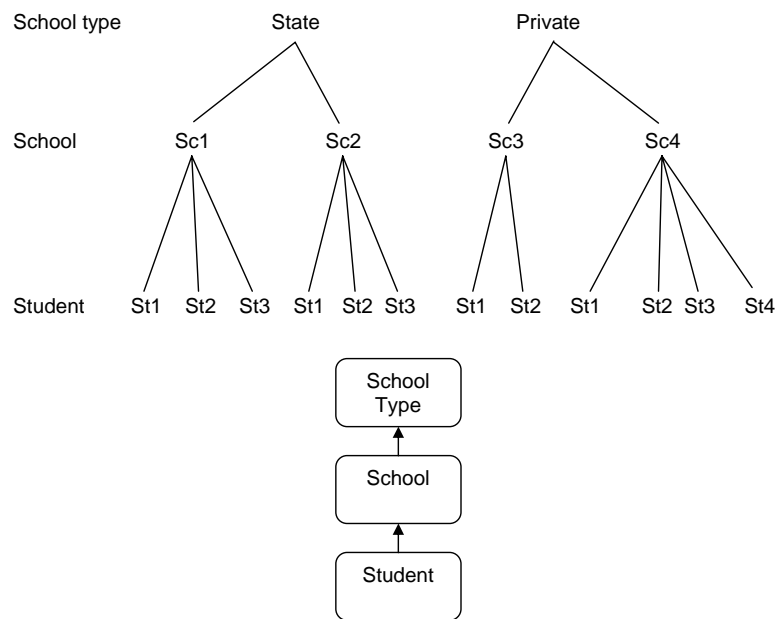 School type State Private
School Sc1 Sc2 Sc3 Sc4
Student St1 St2 St3 St1 St2 St3 St1 St2 St1 St2 St3 St4
School
Type
School
Student